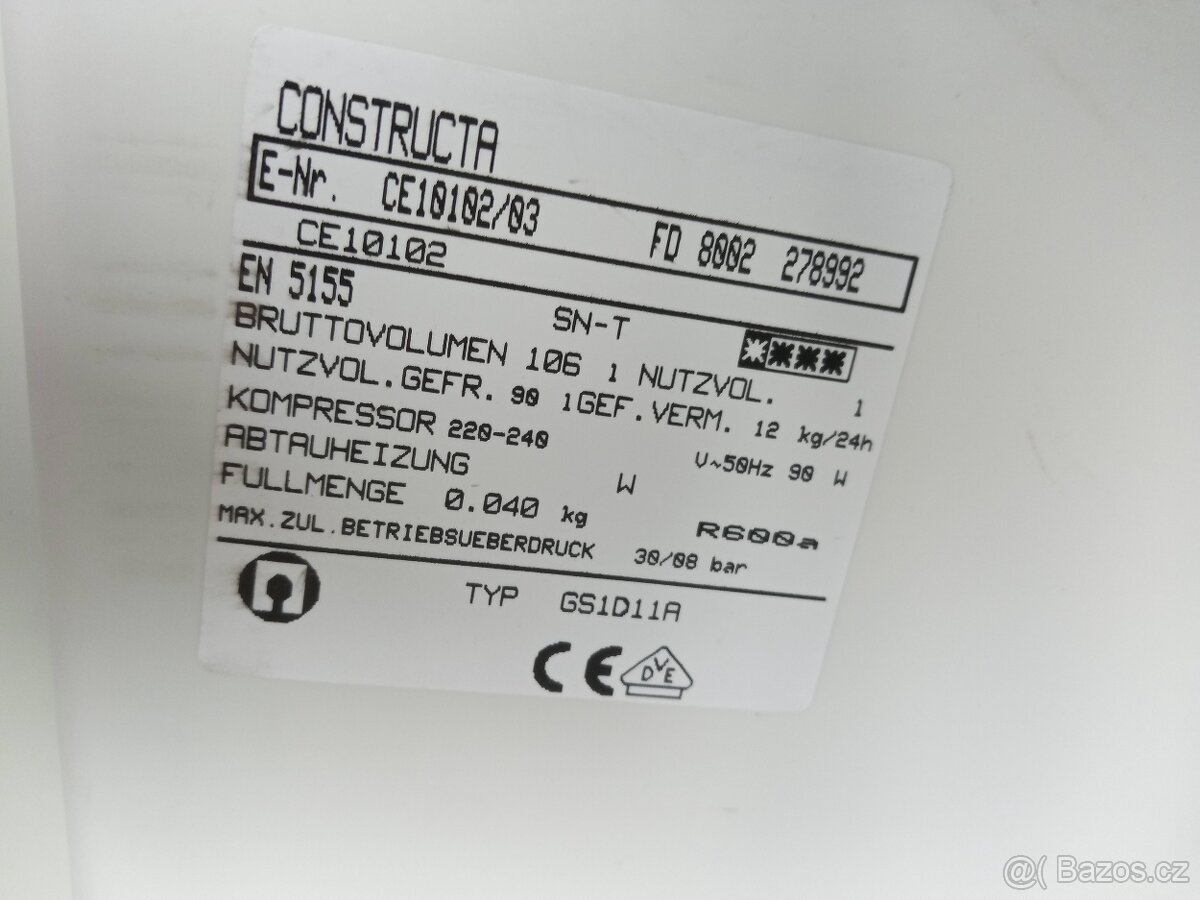 CONSTRUCTA
E-Nr. CE10102/03 FD 8002 278992
CE10102
EN 5155 SN-T
BRUTTOVOLUMEN 106 l NUTZVOL. l
NUTZVOL.GEFR. 90 lGEF.VERM. 12 kg/24h
KOMPRESSOR 220-240 V~50Hz 90 W
ABTAUHEIZUNG W
FULLMENGE 0.040 kg R600a
MAX.ZUL.BETRIEBSUEBERDRUCK 30/08 bar
TYP GS1D11A
CE DVE
@( Bazos.cz